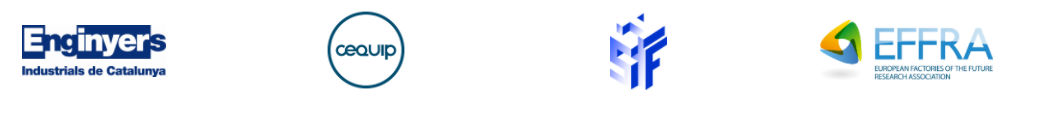 Enginyers
Industrials de Catalunya
cequip
EFFRA
EUROPEAN FACTORIES OF THE FUTURE
RESEARCH ASSOCIATION